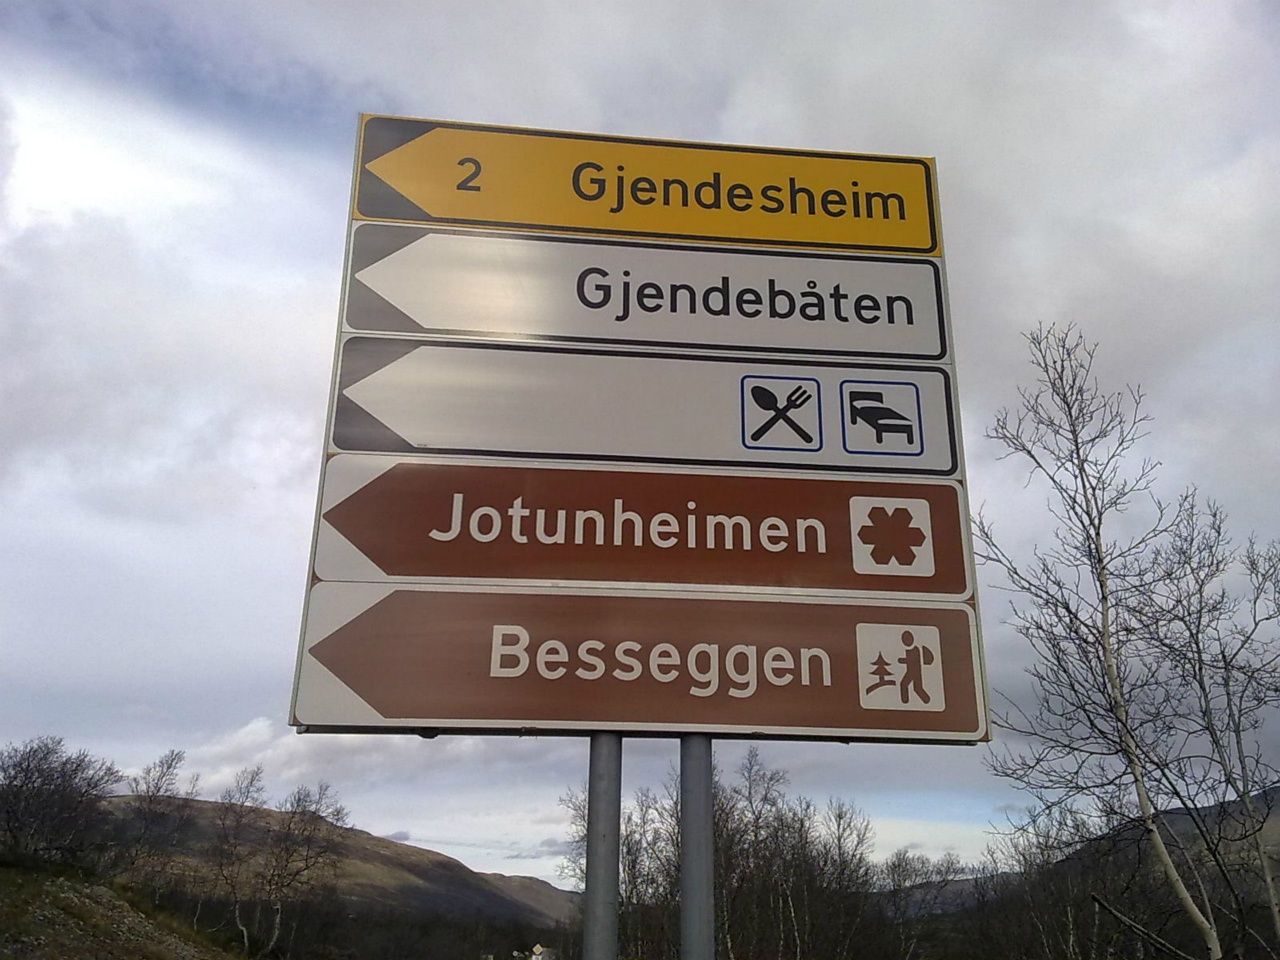 2 Gjendesheim
Gjendebåten
Jotunheimen
Besseggen